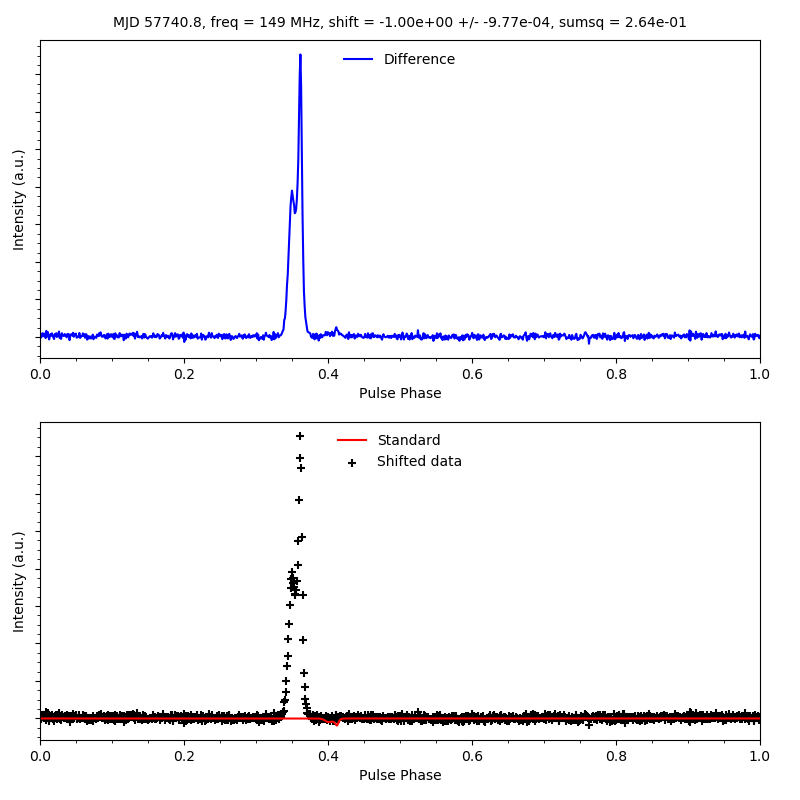 MJD 57740.8, freq = 149 MHz, shift = -1.00e+00 +/- -9.77e-04, sumsq = 2.64e-01
Difference
Intensity (a.u.)
0.0 0.2 0.4 0.6 0.8 1.0
Pulse Phase
Standard
Shifted data
Intensity (a.u.)
0.0 0.2 0.4 0.6 0.8 1.0
Pulse Phase